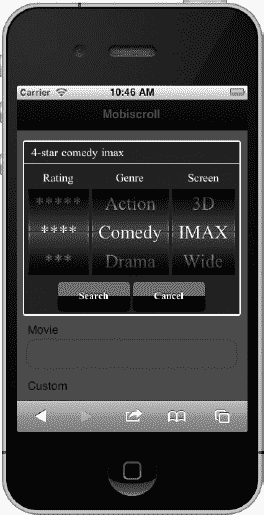 Carrier 10:46 AM
Mobiscroll
4-star comedy imax
Rating Genre Screen
***** Action 3D
**** Comedy IMAX
*** Drama Wide
Search Cancel
Movie
Custom